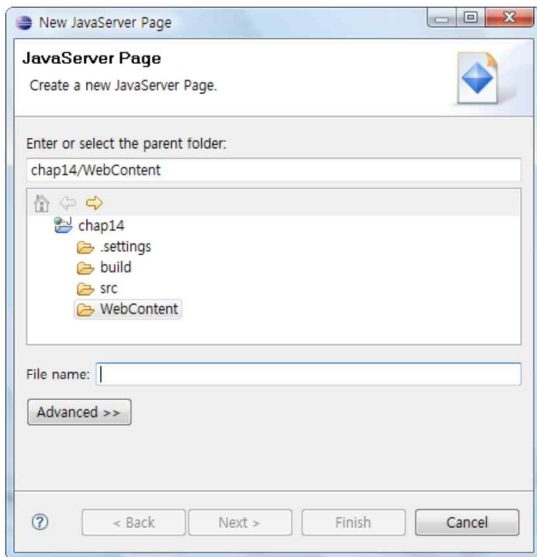 New JavaServer Page
JavaServer Page
Create a new JavaServer Page.
Enter or select the parent folder:
chap14/WebContent
chap14
.settings
build
src
WebContent
File name:
Advanced >>
? < Back Next > Finish Cancel